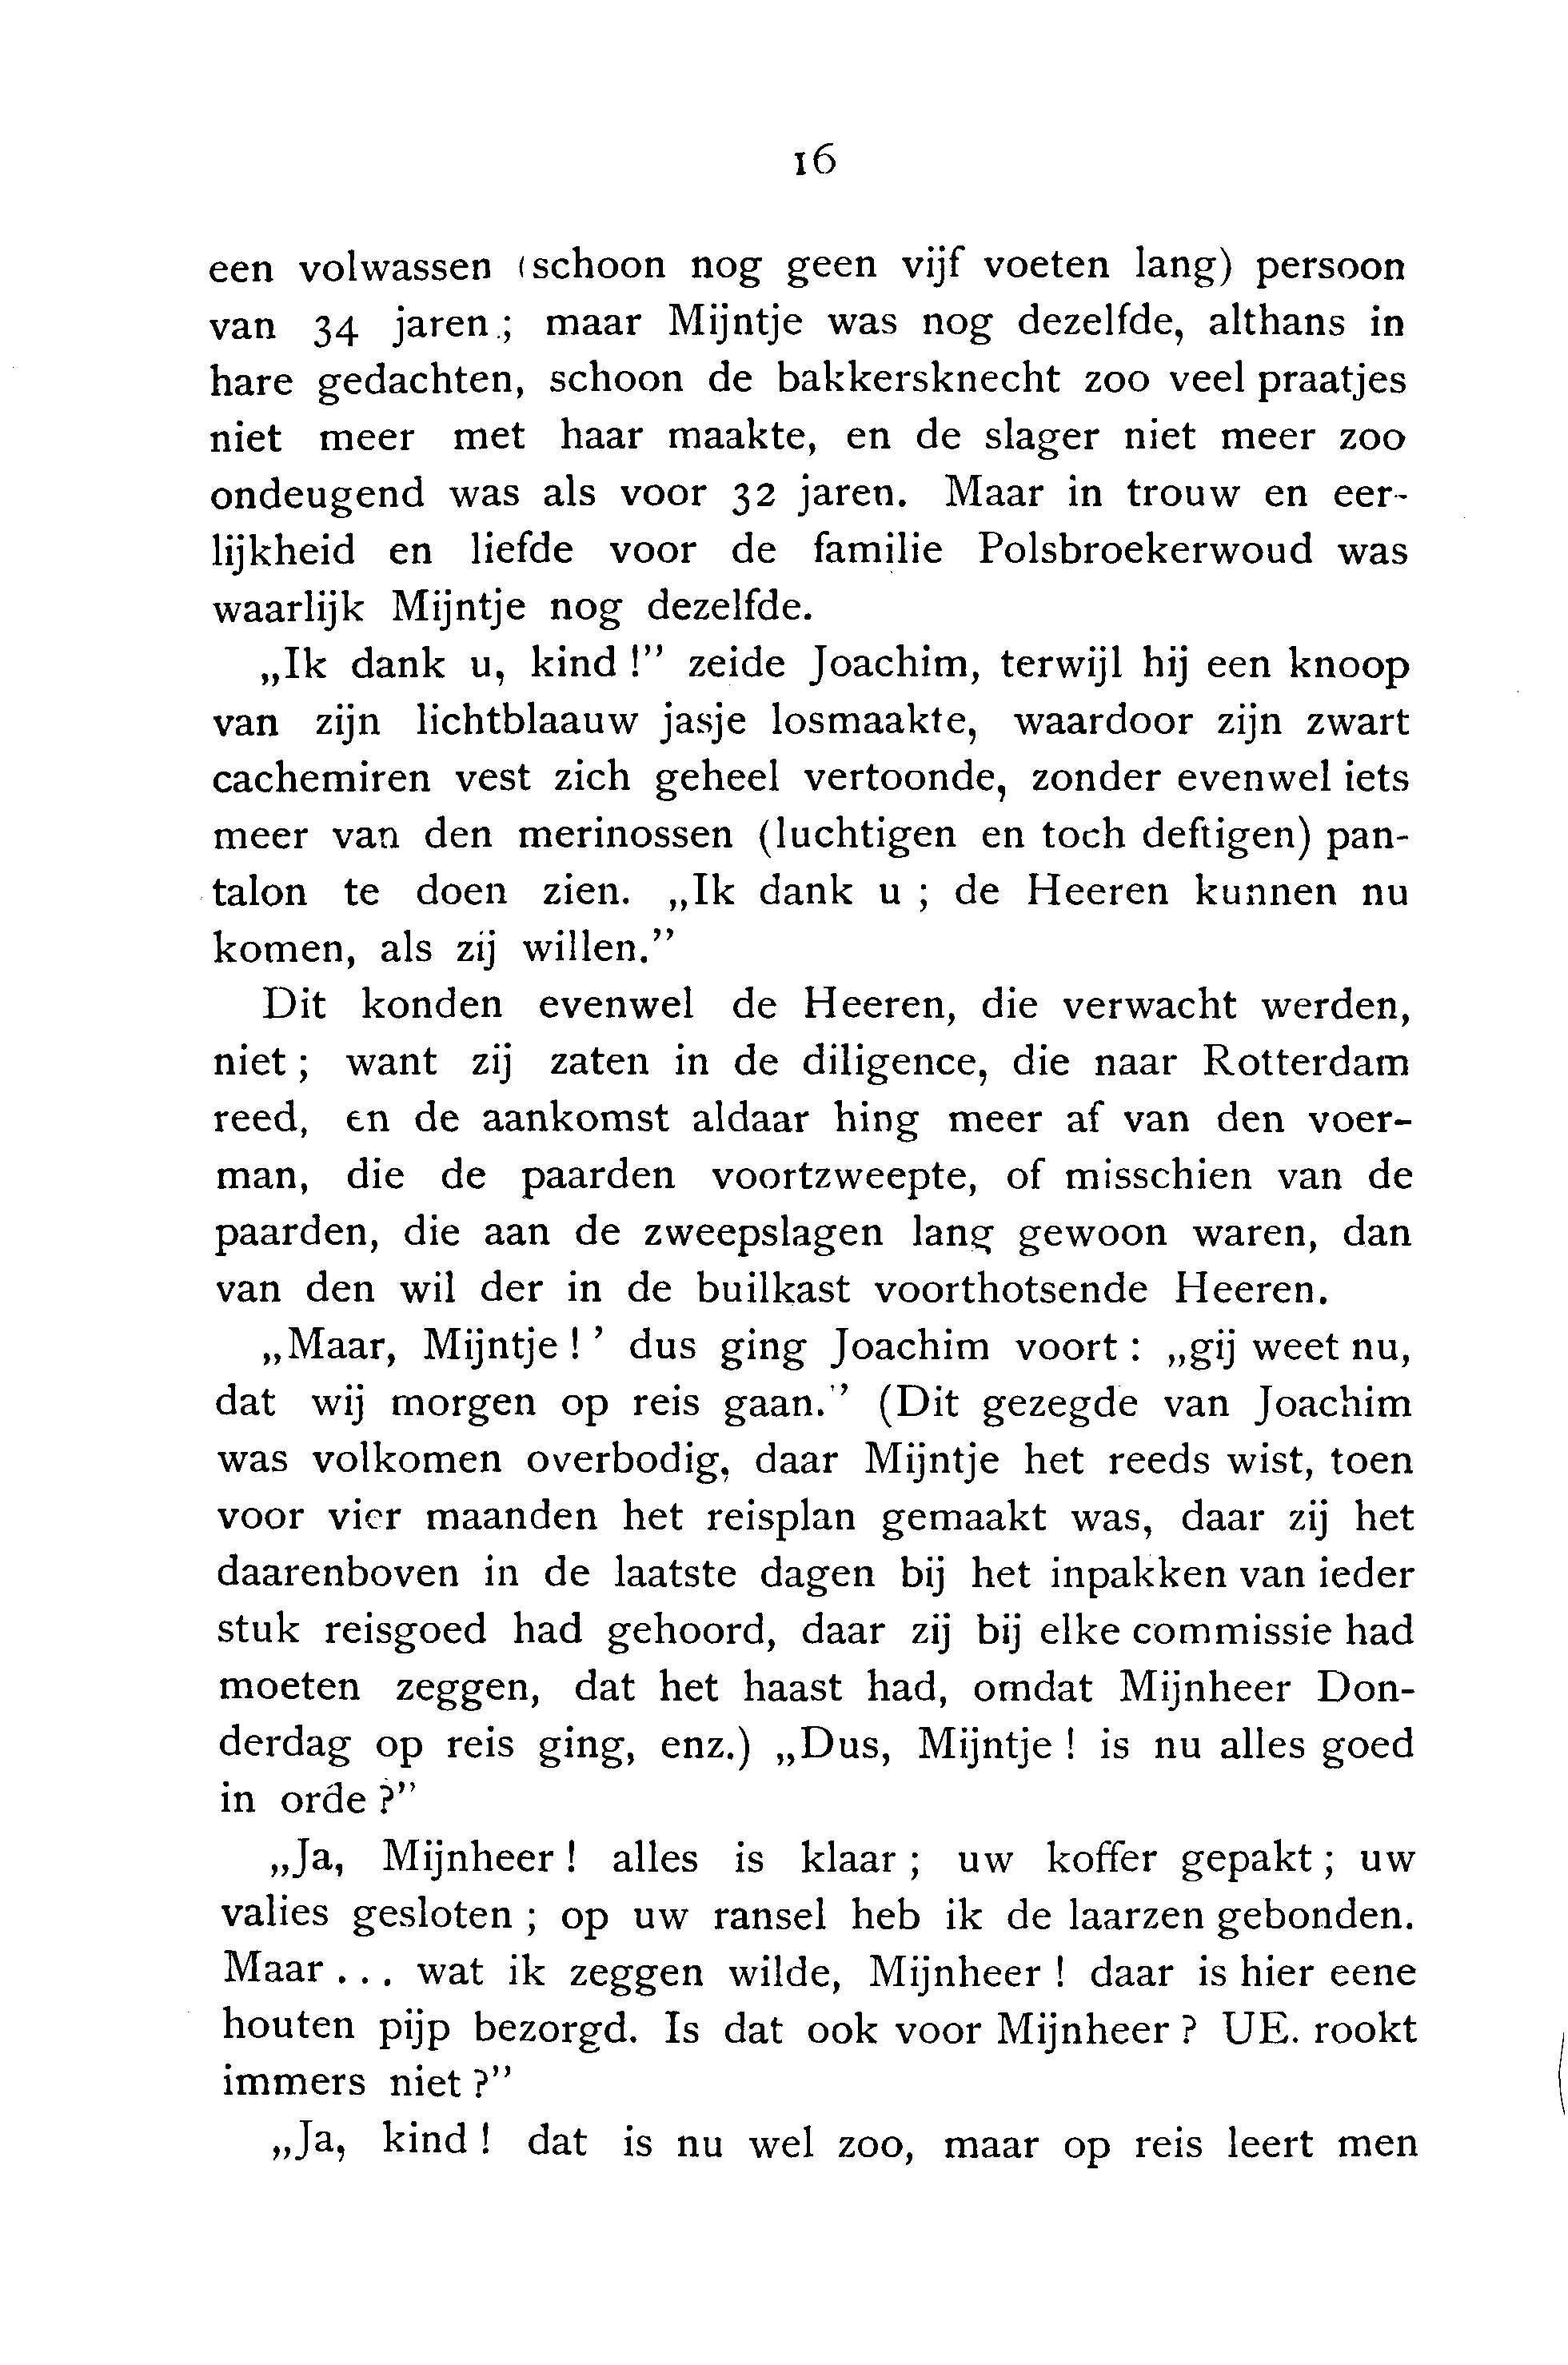 16
een volwassen (schoon nog geen vijf voeten lang) persoon
van 34 jaren; maar Mijntje was nog dezelfde, althans in
hare gedachten, schoon de bakkersknecht zoo veel praatjes
niet meer met haar maakte, en de slager niet meer zoo
ondeugend was als voor 32 jaren. Maar in trouw en eer-
lijkheid en liefde voor de familie Polsbroekerwoud was
waarlijk Mijntje nog dezelfde.
„Ik dank u, kind!” zeide Joachim, terwijl hij een knoop
van zijn lichtblaauw jasje losmaakte, waardoor zijn zwart
cachemiren vest zich geheel vertoonde, zonder evenwel iets
meer van den merinossen (luchtigen en toch deftigen) pan-
talon te doen zien. „Ik dank u; de Heeren kunnen nu
komen, als zij willen.”
Dit konden evenwel de Heeren, die verwacht werden,
niet; want zij zaten in de diligence, die naar Rotterdam
reed, en de aankomst aldaar hing meer af van den voer-
man, die de paarden voortzweepte, of misschien van de
paarden, die aan de zweepslagen lang gewoon waren, dan
van den wil der in de builkast voorthotsende Heeren.
„Maar, Mijntje!’ dus ging Joachim voort: „gij weet nu,
dat wij morgen op reis gaan.” (Dit gezegde van Joachim
was volkomen overbodig, daar Mijntje het reeds wist, toen
voor vier maanden het reisplan gemaakt was, daar zij het
daarenboven in de laatste dagen bij het inpakken van ieder
stuk reisgoed had gehoord, daar zij bij elke commissie had
moeten zeggen, dat het haast had, omdat Mijnheer Don-
derdag op reis ging, enz.) „Dus, Mijntje! is nu alles goed
in orde?”
„Ja, Mijnheer! alles is klaar; uw koffer gepakt; uw
valies gesloten; op uw ransel heb ik de laarzen gebonden.
Maar... wat ik zeggen wilde, Mijnheer! daar is hier eene
houten pijp bezorgd. Is dat ook voor Mijnheer? UE. rookt
immers niet?”
„Ja, kind! dat is nu wel zoo, maar op reis leert men